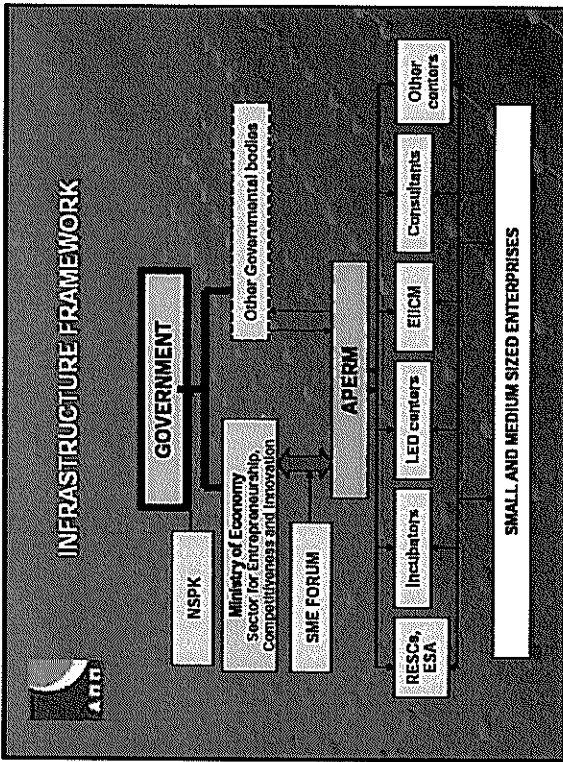 INFRASTRUCTURE FRAMEWORK
GOVERNMENT
NSPK
Ministry of Economy
Sector for Entrepreneurship,
Competitiveness and Innovation
Other Governmental bodies
SME FORUM
APERM
RESCs,
ESA
Incubators
LED centers
EIICM
Consultants
Other
centers
SMALL AND MEDIUM SIZED ENTERPRISES